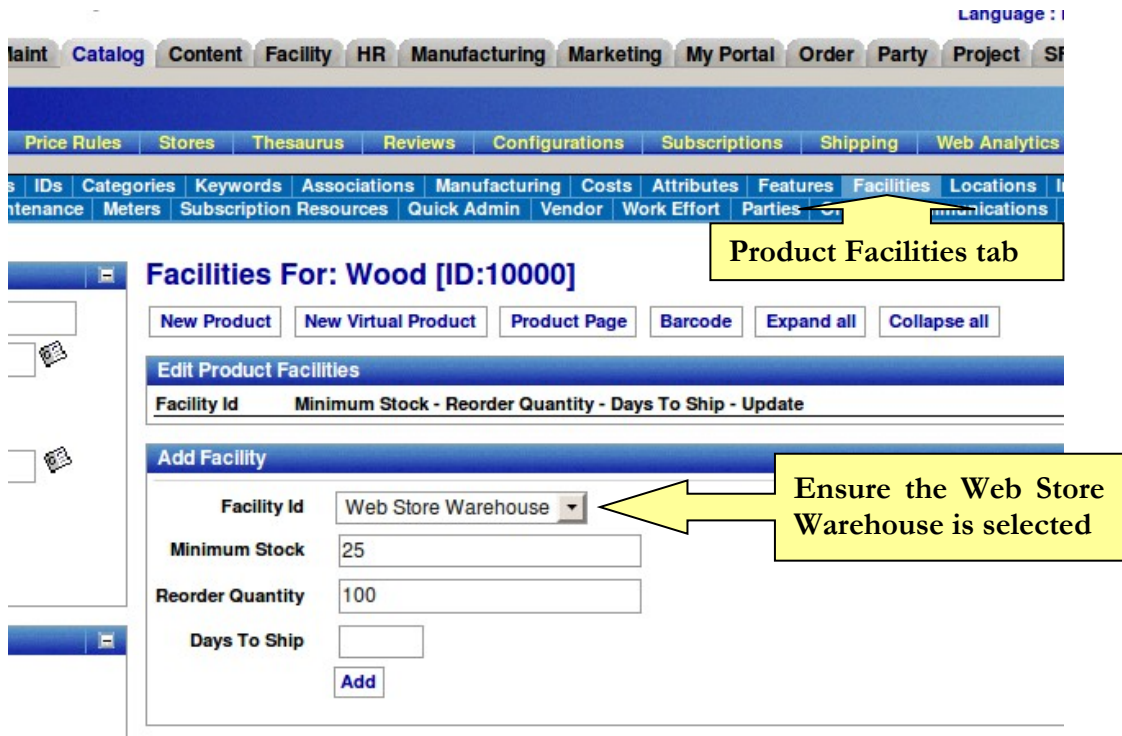 Language :
Maint Catalog Content Facility HR Manufacturing Marketing My Portal Order Party Project
Price Rules Stores Thesaurus Reviews Configurations Subscriptions Shipping Web Analytics
s IDs Categories Keywords Associations Manufacturing Costs Attributes Features Facilities Locations
ntenance Meters Subscription Resources Quick Admin Vendor Work Effort Parties
Product Facilities tab
Facilities For: Wood [ID:10000]
New Product New Virtual Product Product Page Barcode Expand all Collapse all
Edit Product Facilities
Facility Id Minimum Stock - Reorder Quantity - Days To Ship - Update
Add Facility
Facility Id Web Store Warehouse
Ensure the Web Store
Warehouse is selected
Minimum Stock 25
Reorder Quantity 100
Days To Ship
Add